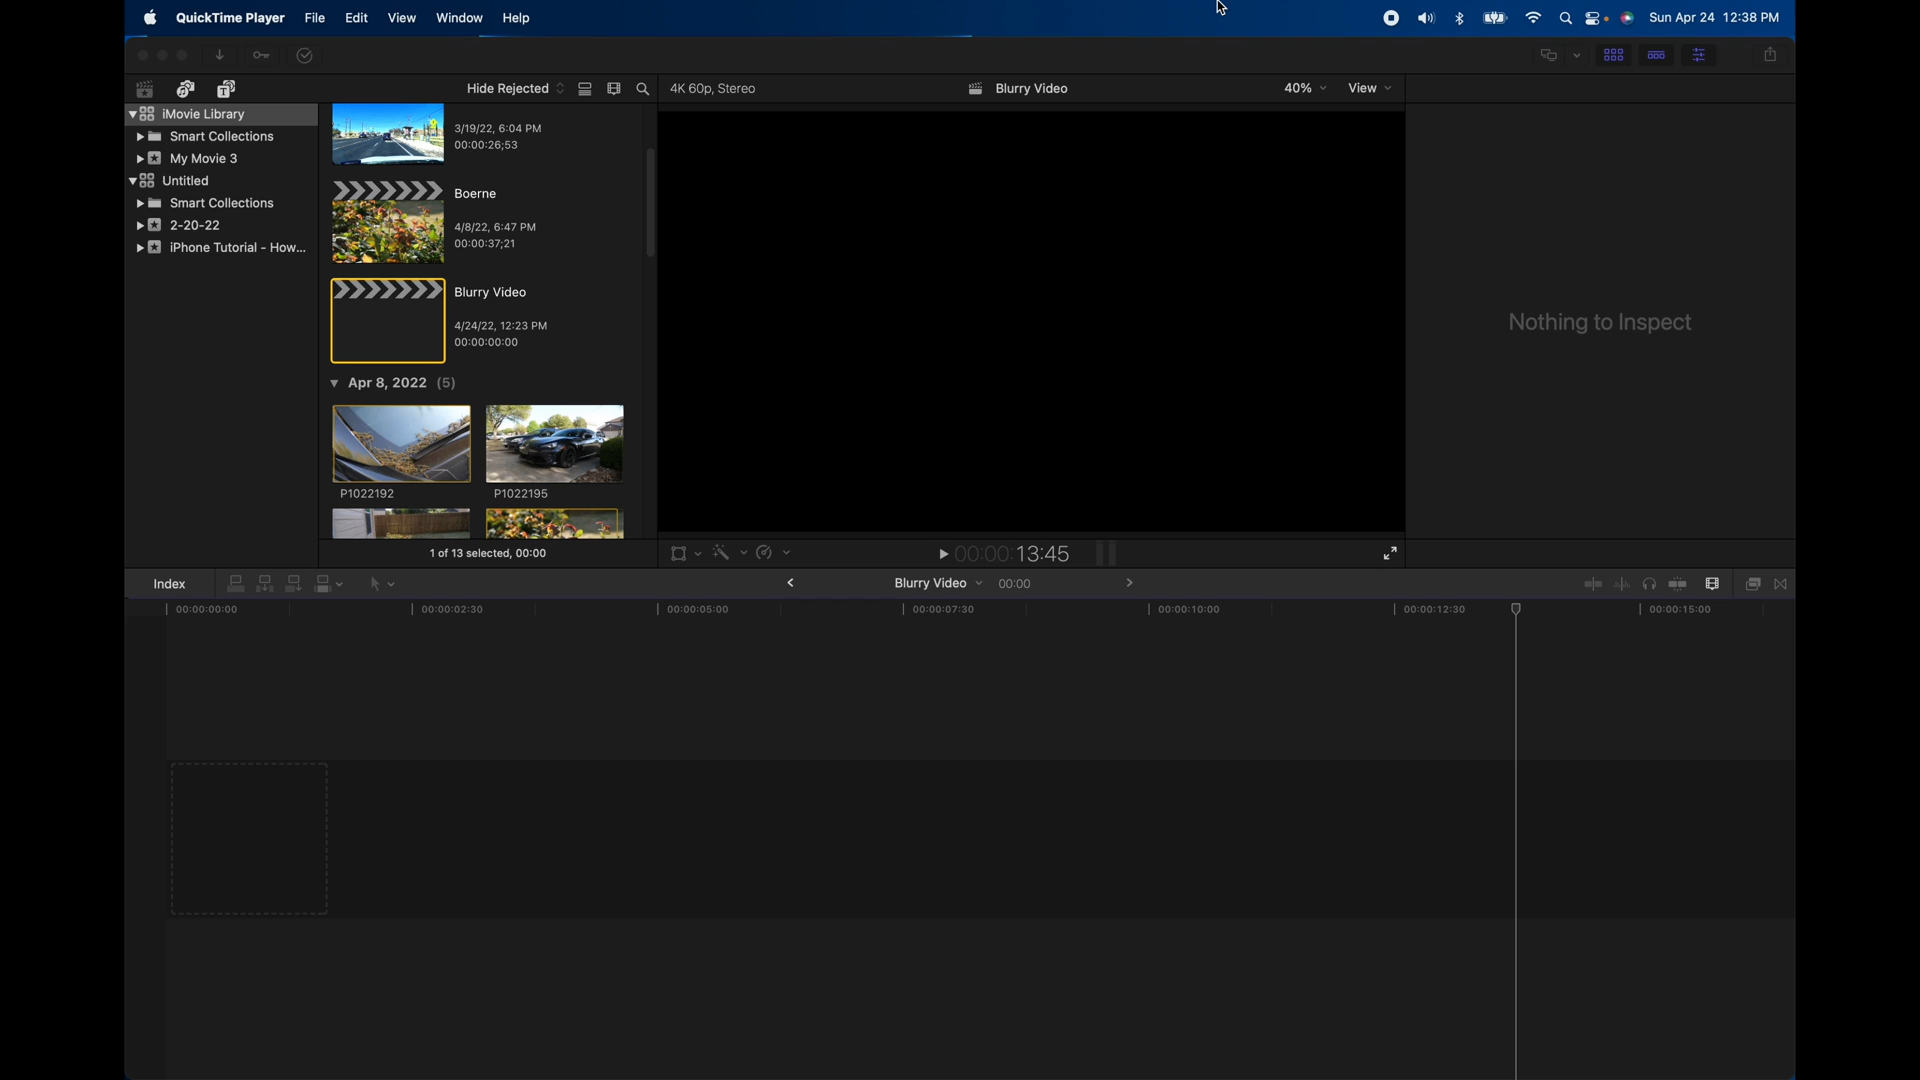 QuickTime Player File Edit View Window Help Sun Apr 24 12:38 PM
Hide Rejected 4K 60p, Stereo Blurry Video 40% View
iMovie Library
Smart Collections
My Movie 3
Untitled
Smart Collections
2-20-22
iPhone Tutorial - How...
3/19/22, 6:04 PM
00:00:26;53
Boerne
4/8/22, 6:47 PM
00:00:37;21
Blurry Video
4/24/22, 12:23 PM
00:00:00:00
Apr 8, 2022 (5)
P1022192 P1022195
1 of 13 selected, 00:00
00:00:13:45
Nothing to Inspect
Index Blurry Video 00:00
00:00:00:00 00:00:02:30 00:00:05:00 00:00:07:30 00:00:10:00 00:00:12:30 00:00:15:00